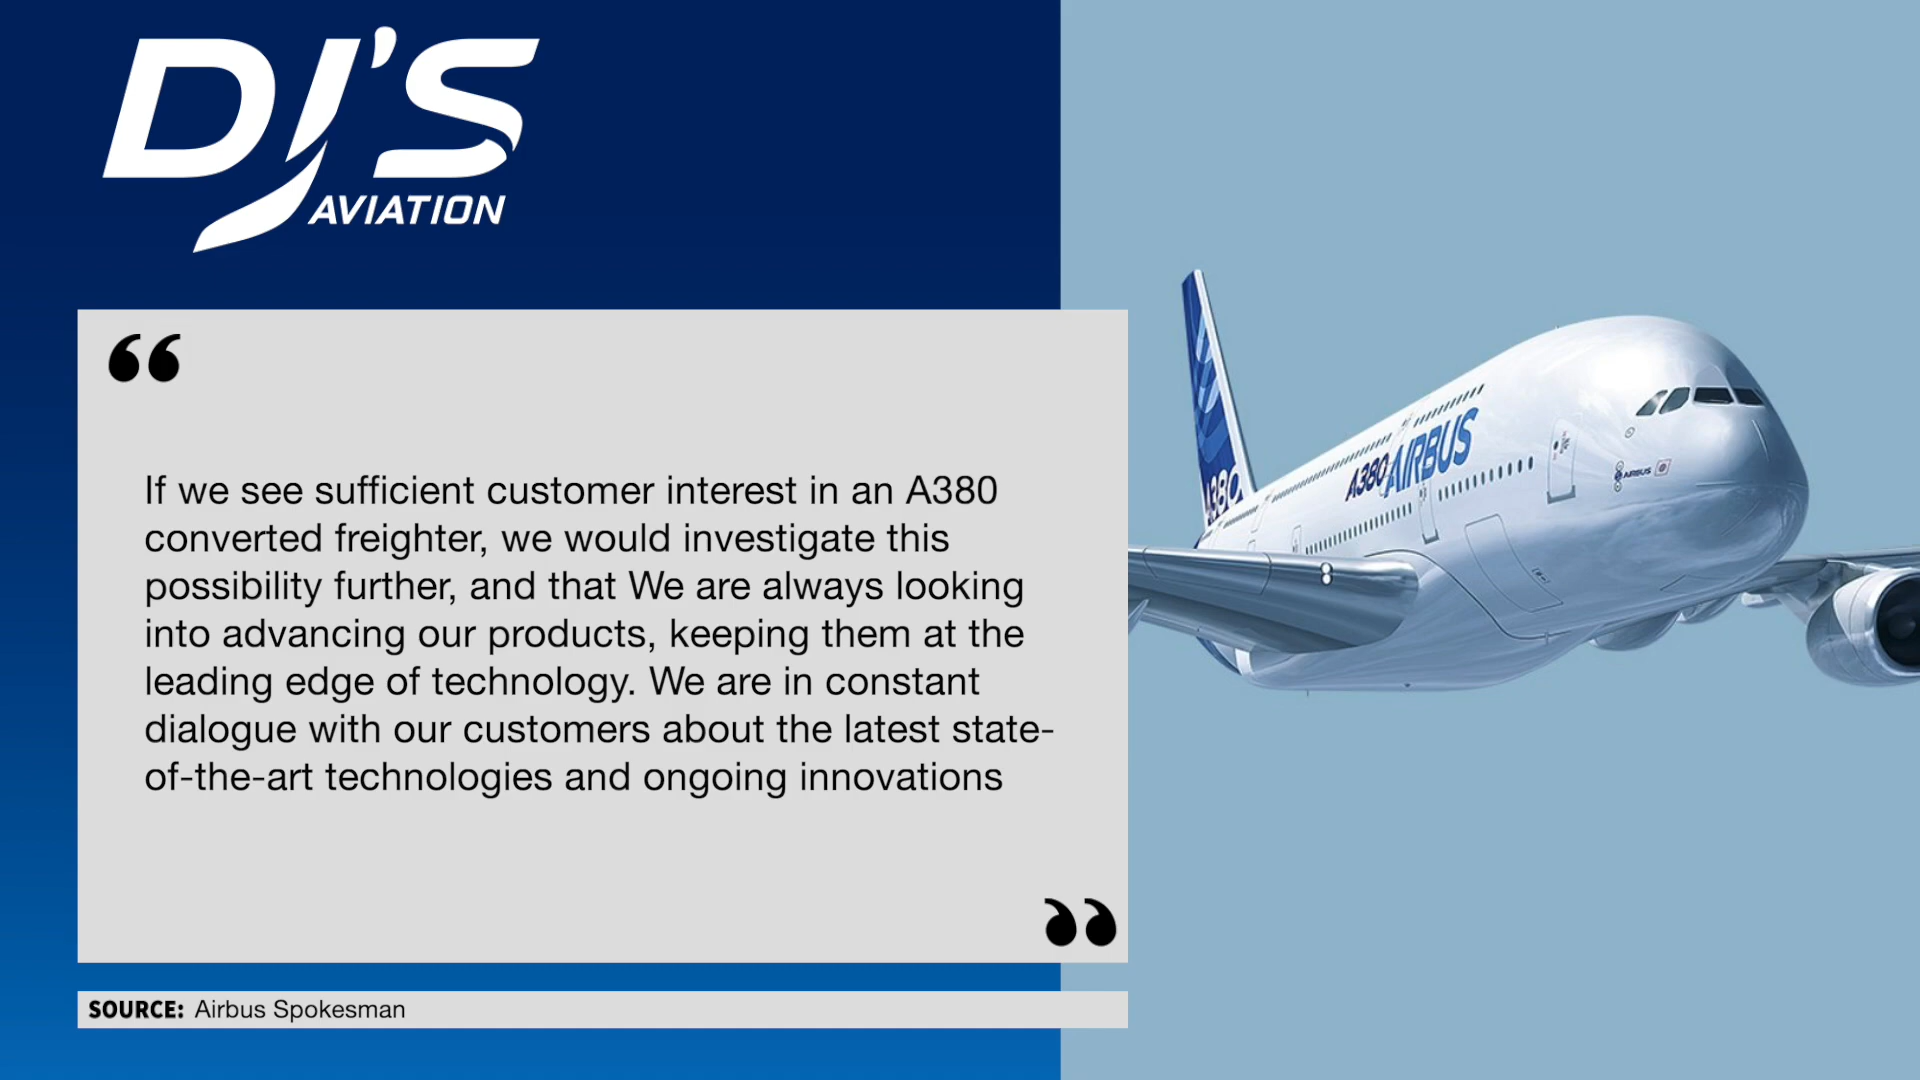 DJ'S
AVIATION
“
If we see sufficient customer interest in an A380
converted freighter, we would investigate this
possibility further, and that We are always looking
into advancing our products, keeping them at the
leading edge of technology. We are in constant
dialogue with our customers about the latest state-
of-the-art technologies and ongoing innovations
”
SOURCE: Airbus Spokesman
A380 AIRBUS
AIRBUS
A380